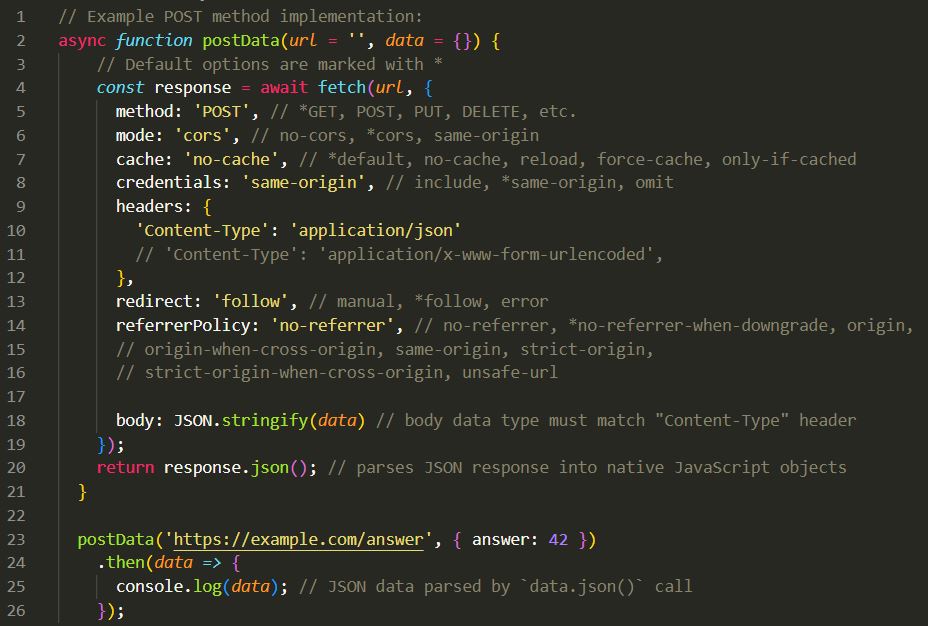 1 // Example POST method implementation:
2 async function postData(url = '', data = {}) {
3 // Default options are marked with *
4 const response = await fetch(url, {
5 method: 'POST', // *GET, POST, PUT, DELETE, etc.
6 mode: 'cors', // no-cors, *cors, same-origin
7 cache: 'no-cache', // *default, no-cache, reload, force-cache, only-if-cached
8 credentials: 'same-origin', // include, *same-origin, omit
9 headers: {
10 'Content-Type': 'application/json'
11 // 'Content-Type': 'application/x-www-form-urlencoded',
12 },
13 redirect: 'follow', // manual, *follow, error
14 referrerPolicy: 'no-referrer', // no-referrer, *no-referrer-when-downgrade, origin,
15 // origin-when-cross-origin, same-origin, strict-origin,
16 // strict-origin-when-cross-origin, unsafe-url
17
18 body: JSON.stringify(data) // body data type must match "Content-Type" header
19 });
20 return response.json(); // parses JSON response into native JavaScript objects
21 }
22
23 postData('https://example.com/answer', { answer: 42 })
24 .then(data => {
25 console.log(data); // JSON data parsed by `data.json()` call
26 });